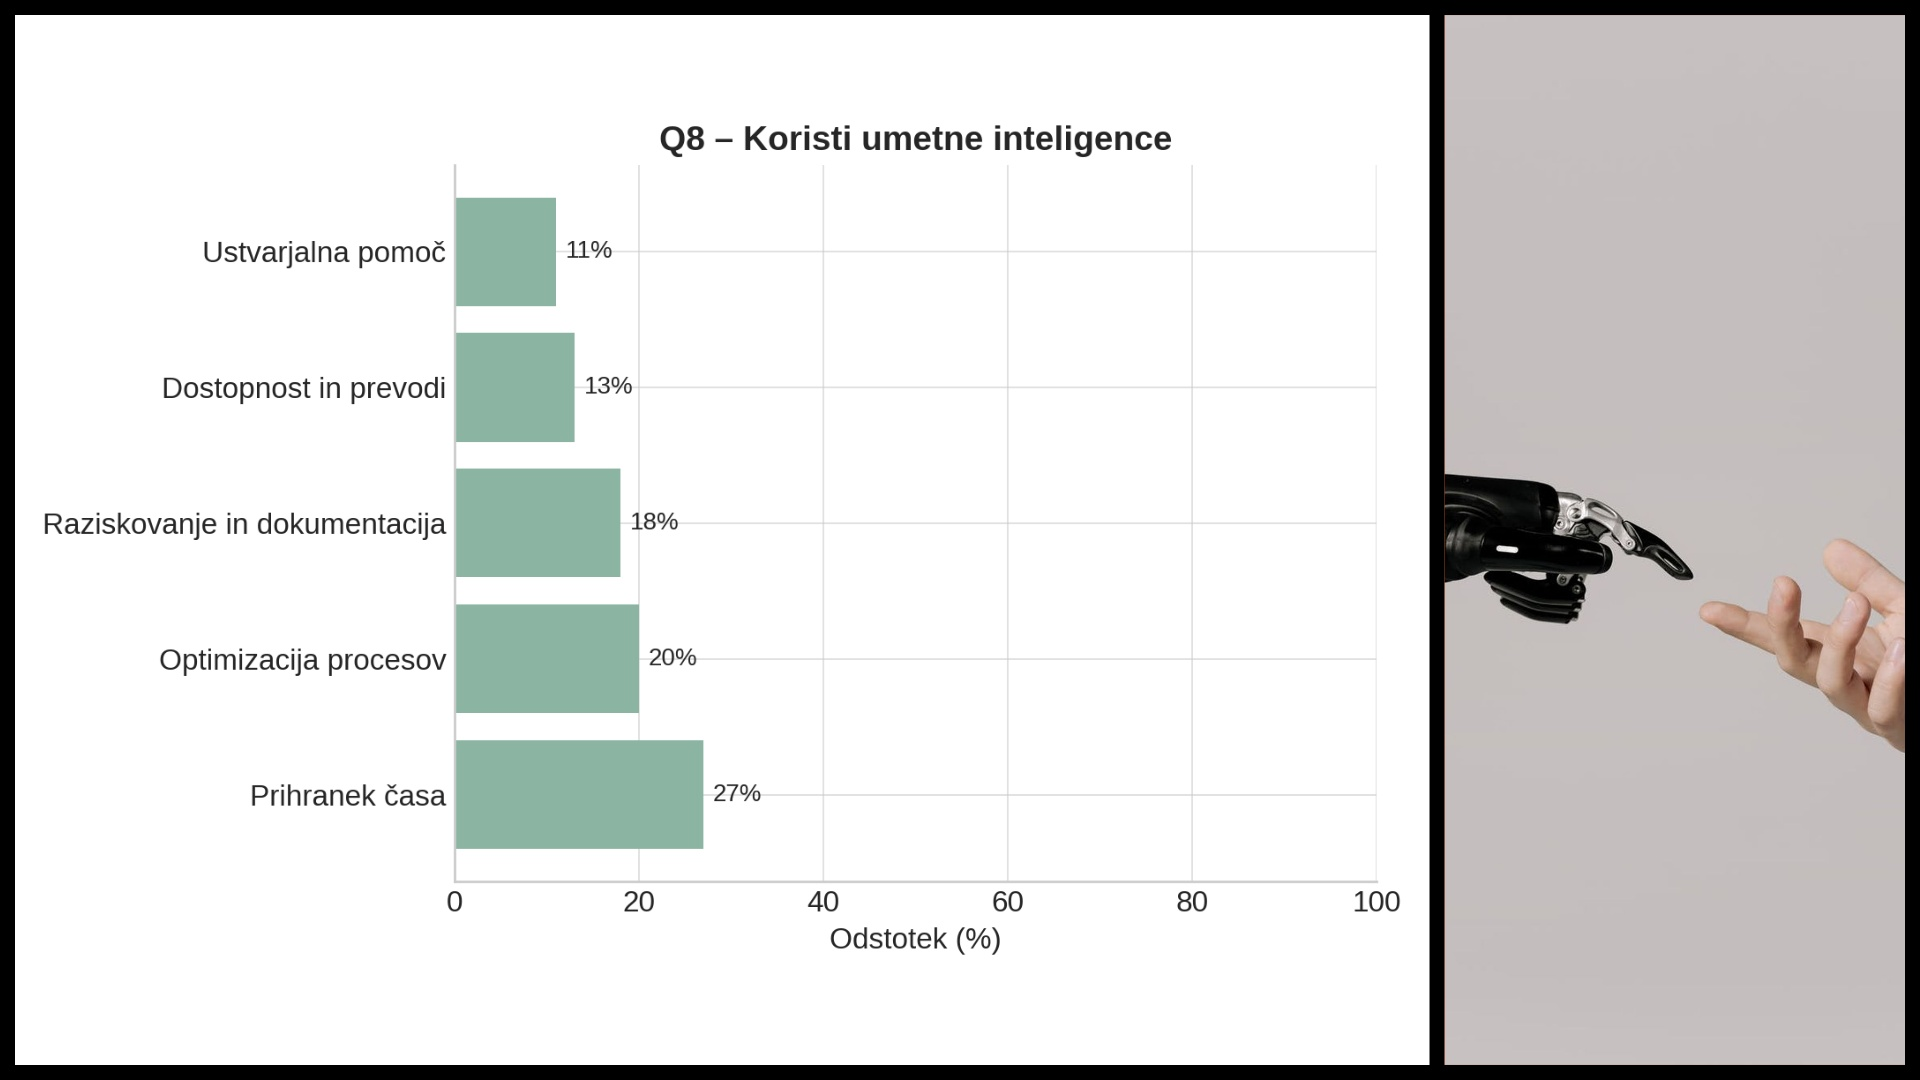 Q8 – Koristi umetne inteligence
Ustvarjalna pomoč
11%
Dostopnost in prevodi
13%
Raziskovanje in dokumentacija
18%
Optimizacija procesov
20%
Prihranek časa
27%
0 20 40 60 80 100
Odstotek (%)